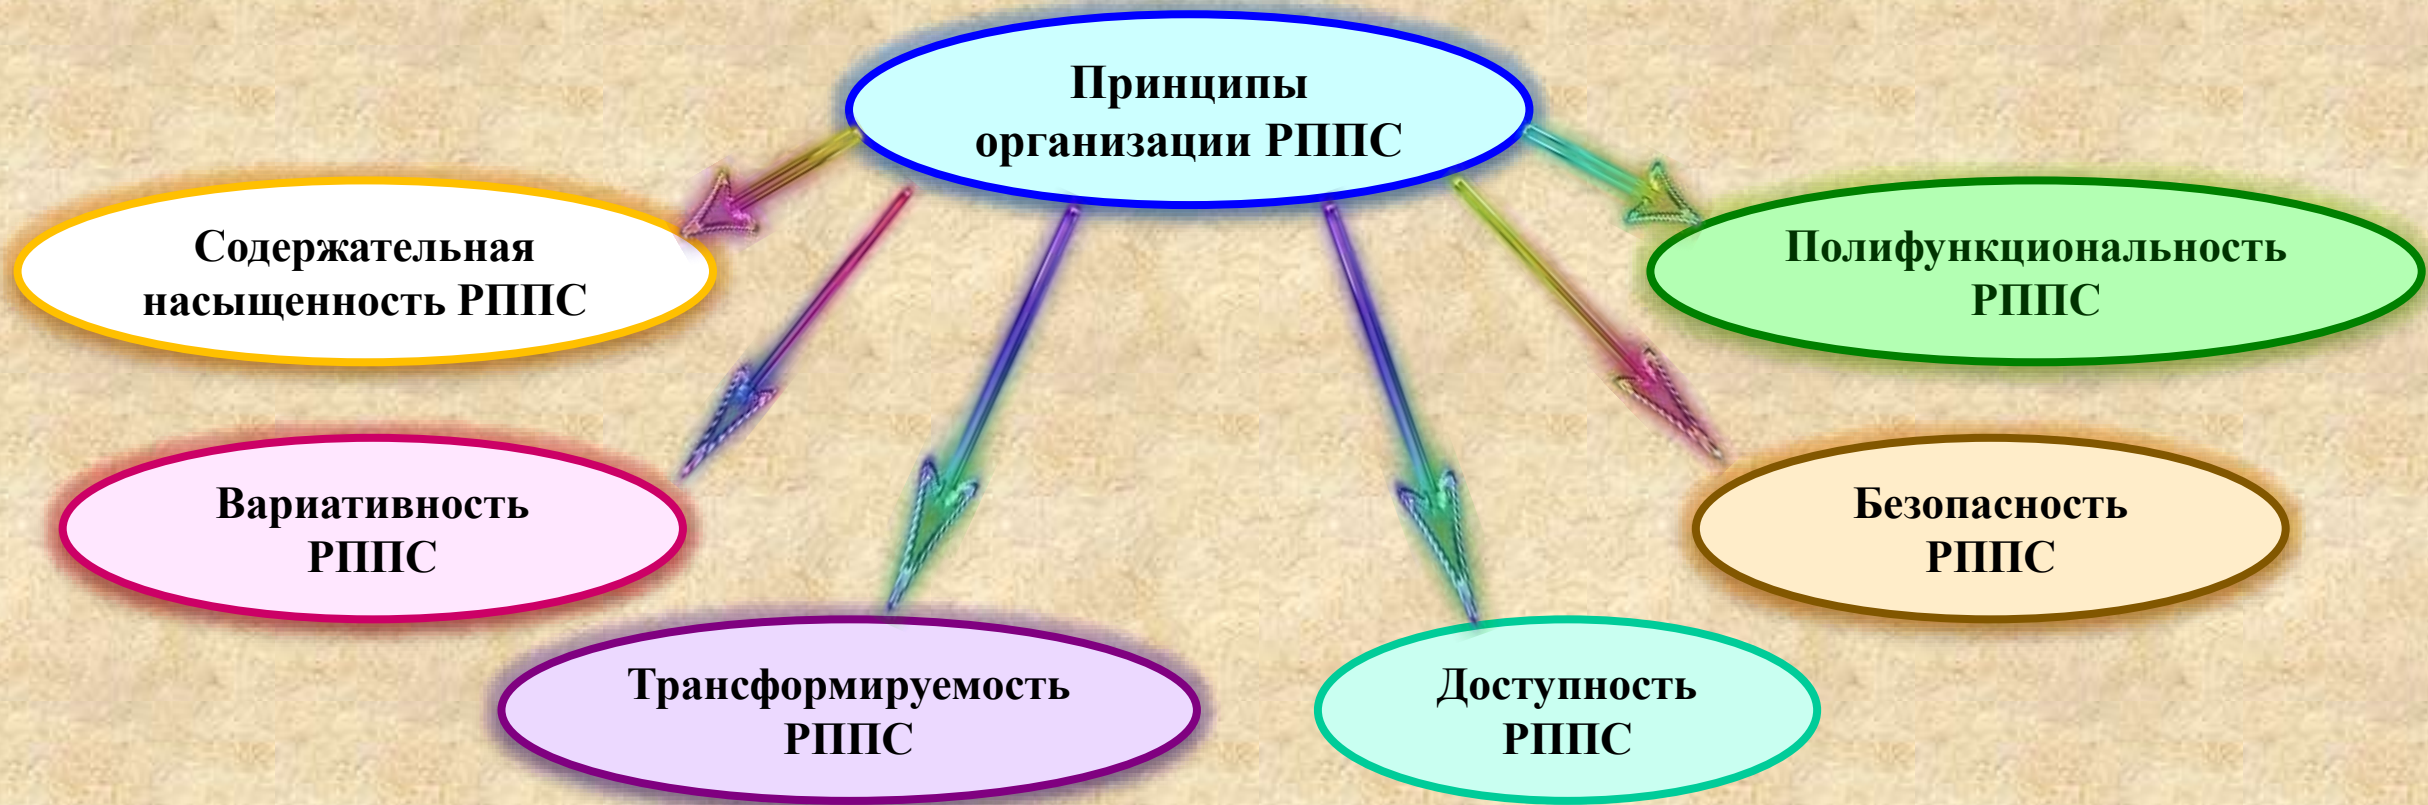 Принципы
организации РППС
Содержательная
насыщенность РППС
Полифункциональность
РППС
Вариативность
РППС
Безопасность
РППС
Трансформируемость
РППС
Доступность
РППС